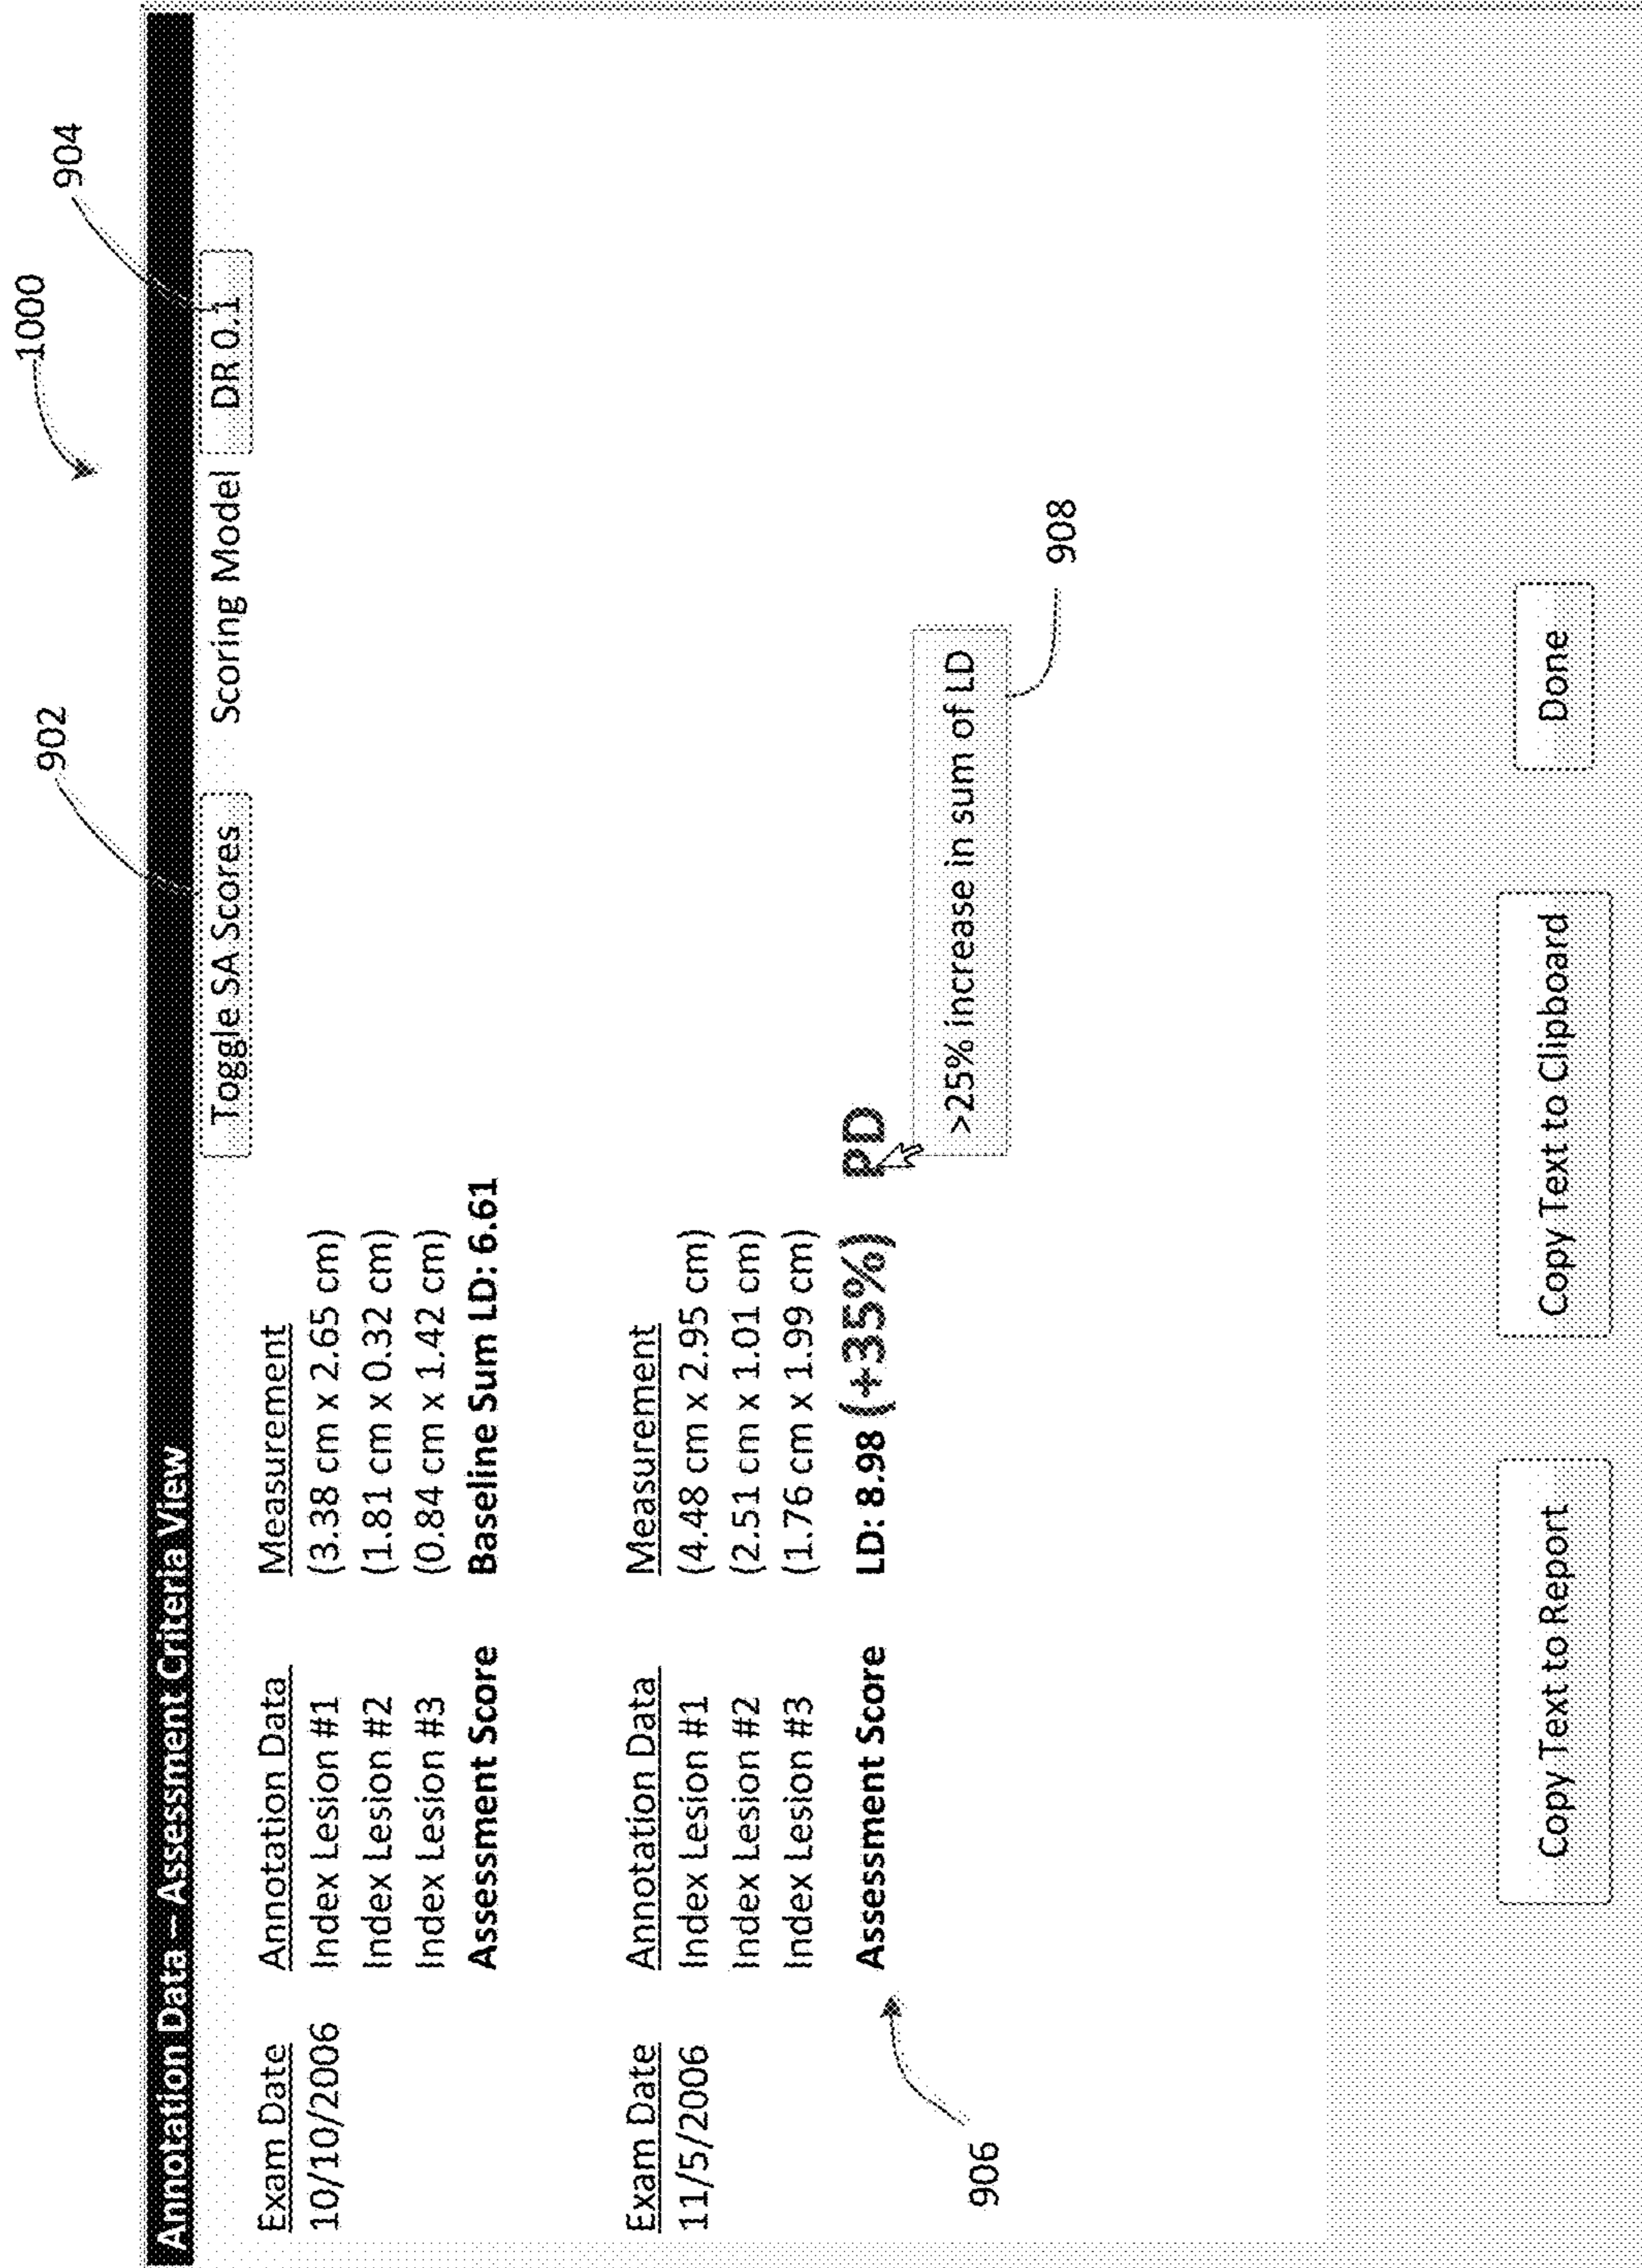 1000
902
904
Annotation Data – Assessment Criteria View
Toggle SA Scores Scoring Model DR 0.1
Exam Date Annotation Data Measurement
10/10/2006 Index Lesion #1 (3.38 cm x 2.65 cm)
Index Lesion #2 (1.81 cm x 0.32 cm)
Index Lesion #3 (0.84 cm x 1.42 cm)
Assessment Score Baseline Sum LD: 6.61
Exam Date Annotation Data Measurement
11/5/2006 Index Lesion #1 (4.48 cm x 2.95 cm)
Index Lesion #2 (2.51 cm x 1.01 cm)
Index Lesion #3 (1.76 cm x 1.99 cm)
Assessment Score LD: 8.98 (+35%) PD
>25% increase in sum of LD
906
908
Copy Text to Report Copy Text to Clipboard Done